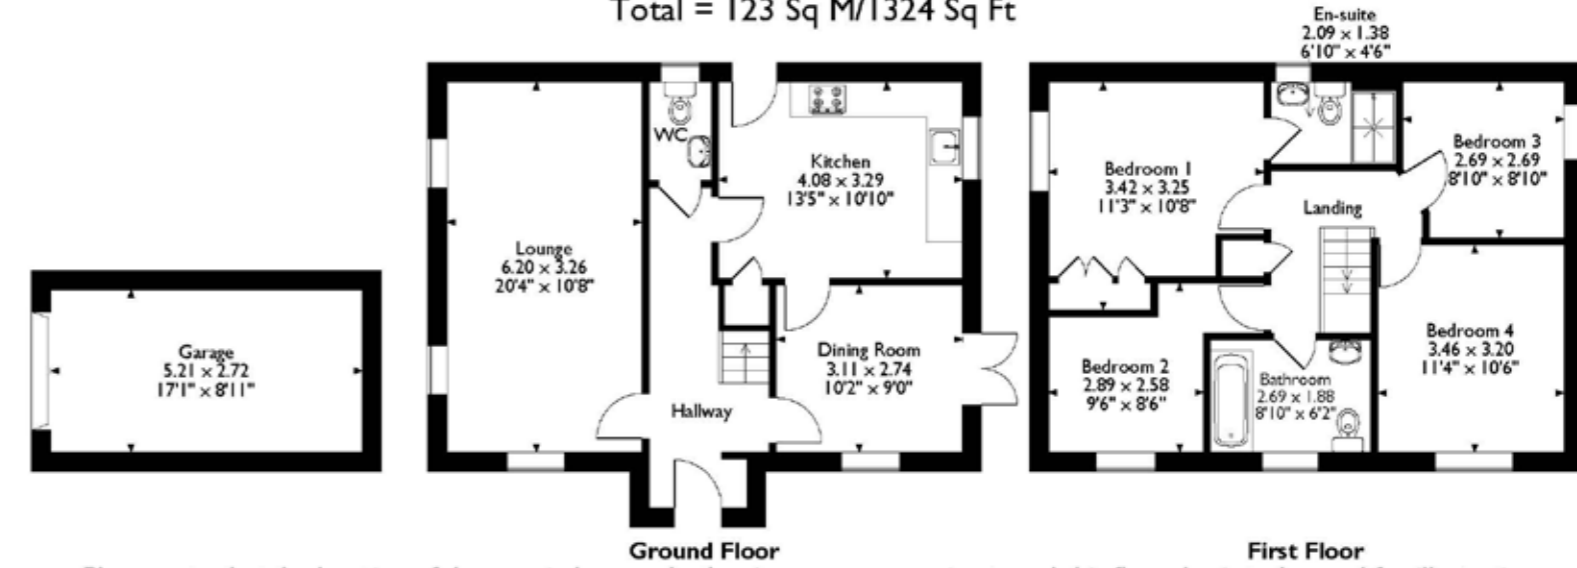 Total = 123 Sq M/1324 Sq Ft
En-suite
2.09 x 1.38
6'10" x 4'6"
WC
Kitchen
4.08 x 3.29
13'5" x 10'10"
Lounge
6.20 x 3.26
20'4" x 10'8"
Garage
5.21 x 2.72
17'1" x 8'11"
Dining Room
3.11 x 2.74
10'2" x 9'0"
Hallway
Bedroom 1
3.42 x 3.25
11'3" x 10'8"
Bedroom 3
2.69 x 2.69
8'10" x 8'10"
Landing
Bedroom 2
2.89 x 2.58
9'6" x 8'6"
Bathroom
2.69 x 1.88
8'10" x 6'2"
Bedroom 4
3.46 x 3.20
11'4" x 10'6"
Ground Floor
First Floor